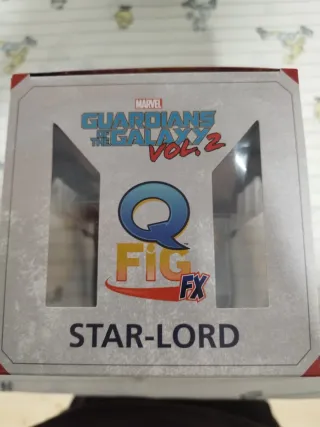 MARVEL
GUARDIANS
OF THE GALAXY
VOL. 2
Q
FiG
FX
STAR-LORD